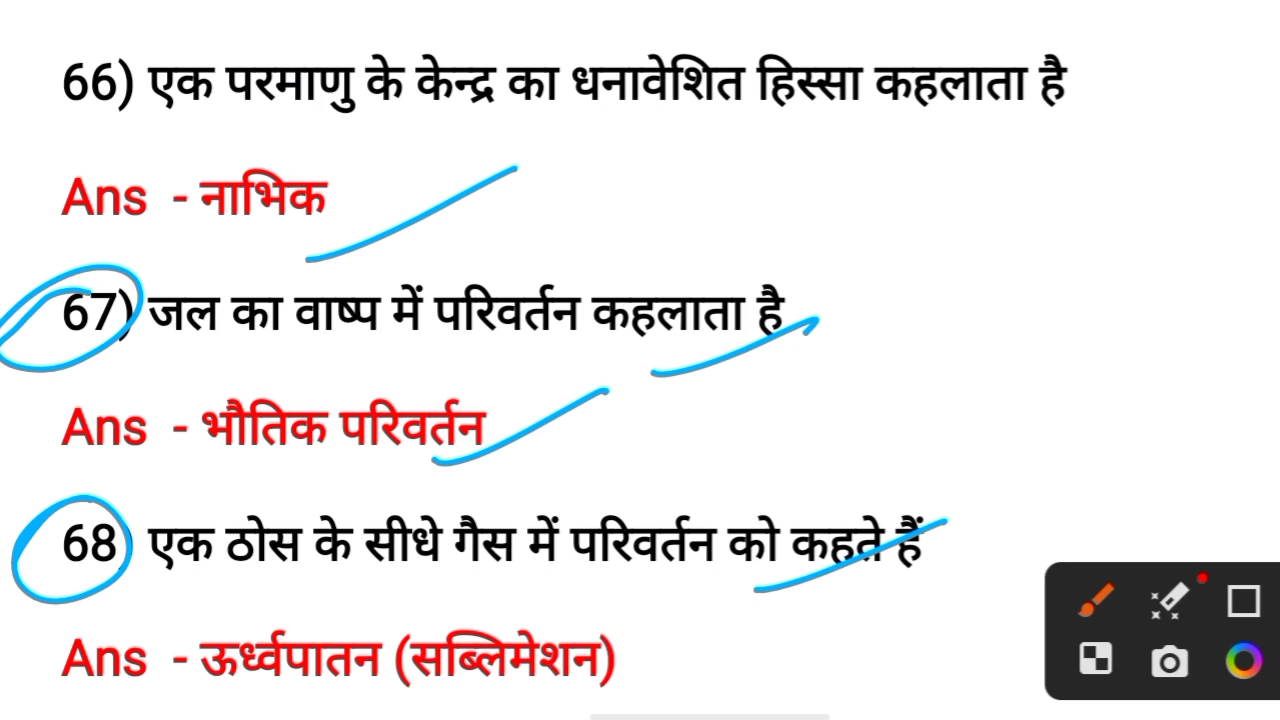 66) एक परमाणु के केन्द्र का धनावेशित हिस्सा कहलाता है
Ans - नाभिक
67) जल का वाष्प में परिवर्तन कहलाता है
Ans - भौतिक परिवर्तन
68) एक ठोस के सीधे गैस में परिवर्तन को कहते हैं
Ans - ऊर्ध्वपातन (सब्लिमेशन)